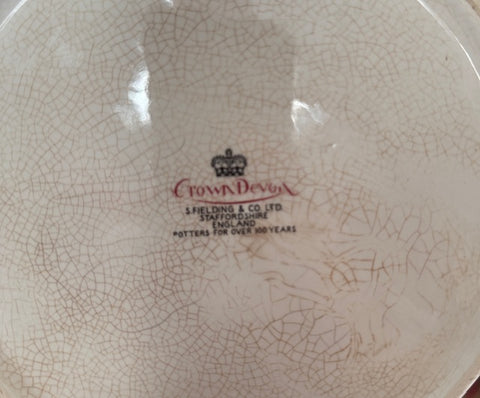 Crown Devon
S. FIELDING & CO. LTD.
STAFFORDSHIRE
ENGLAND
POTTERS FOR OVER 100 YEARS